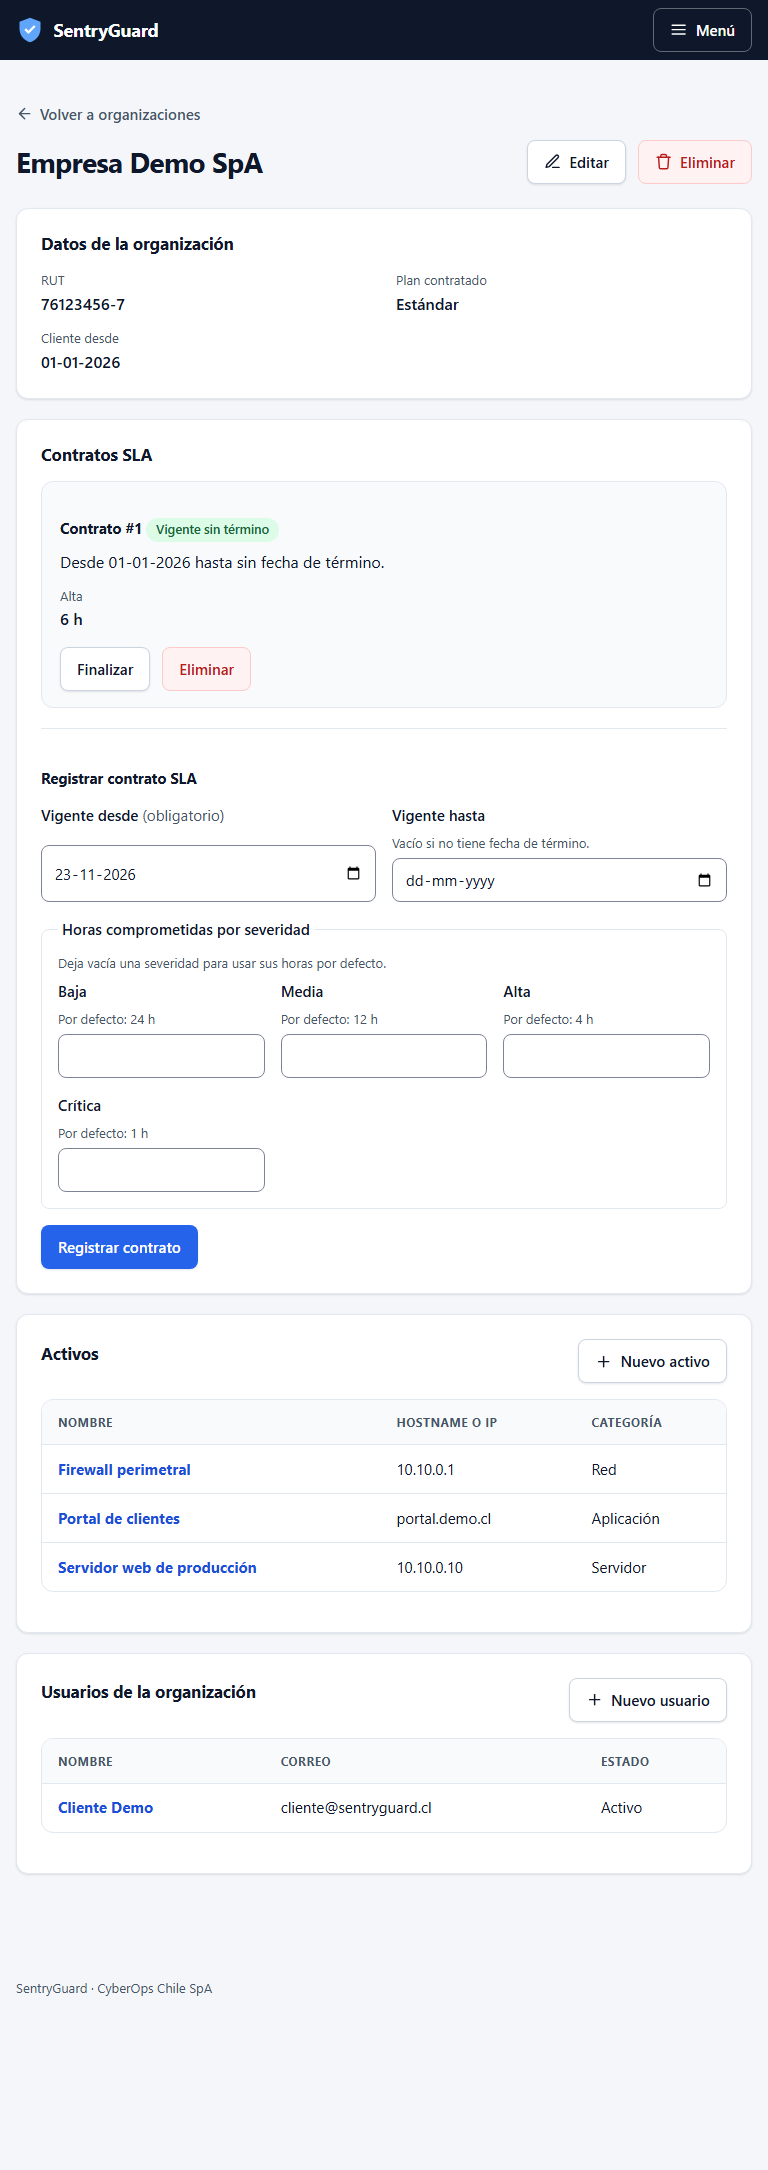 SentryGuard
Menú
Volver a organizaciones
Empresa Demo SpA
Editar
Eliminar
Datos de la organización
RUT
Plan contratado
76123456-7
Estándar
Cliente desde
01-01-2026
Contratos SLA
Contrato #1 Vigente sin término
Desde 01-01-2026 hasta sin fecha de término.
Alta
6 h
Finalizar
Eliminar
Registrar contrato SLA
Vigente desde (obligatorio)
Vigente hasta
Vacío si no tiene fecha de término.
23-11-2026
dd-mm-yyyy
Horas comprometidas por severidad
Deja vacía una severidad para usar sus horas por defecto.
Baja
Media
Alta
Por defecto: 24 h
Por defecto: 12 h
Por defecto: 4 h
Crítica
Por defecto: 1 h
Registrar contrato
Activos
Nuevo activo
NOMBRE HOSTNAME O IP CATEGORÍA
Firewall perimetral 10.10.0.1 Red
Portal de clientes portal.demo.cl Aplicación
Servidor web de producción 10.10.0.10 Servidor
Usuarios de la organización
Nuevo usuario
NOMBRE CORREO ESTADO
Cliente Demo cliente@sentryguard.cl Activo
SentryGuard · CyberOps Chile SpA